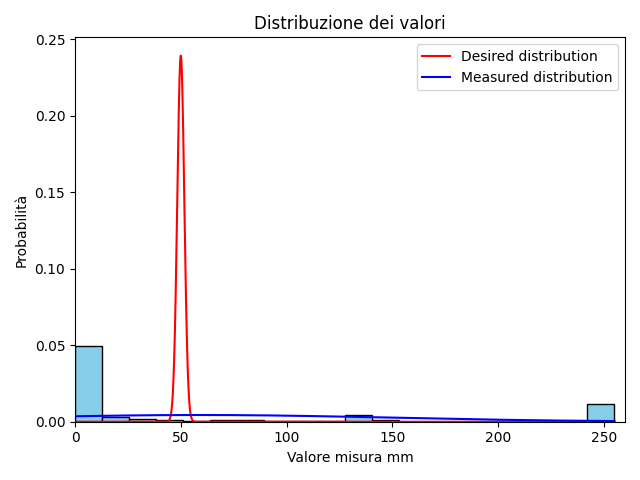 Distribuzione dei valori
Desired distribution
Measured distribution
Probabilità
0.25
0.20
0.15
0.10
0.05
0.00
0 50 100 150 200 250
Valore misura mm